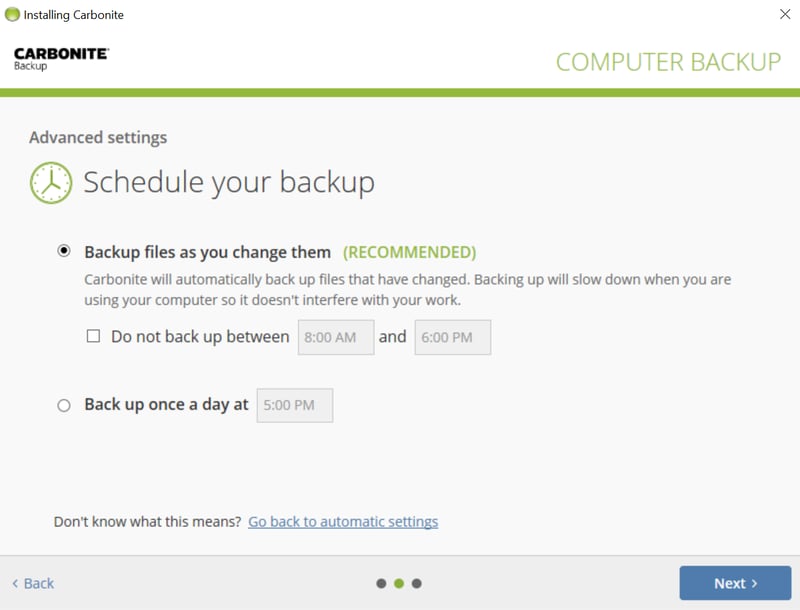 Installing Carbonite
CARBONITE®
Backup
COMPUTER BACKUP
Advanced settings
Schedule your backup
Backup files as you change them (RECOMMENDED)
Carbonite will automatically back up files that have changed. Backing up will slow down when you are
using your computer so it doesn't interfere with your work.
Do not back up between 8:00 AM and 6:00 PM
Back up once a day at 5:00 PM
Don't know what this means? Go back to automatic settings
< Back
Next >